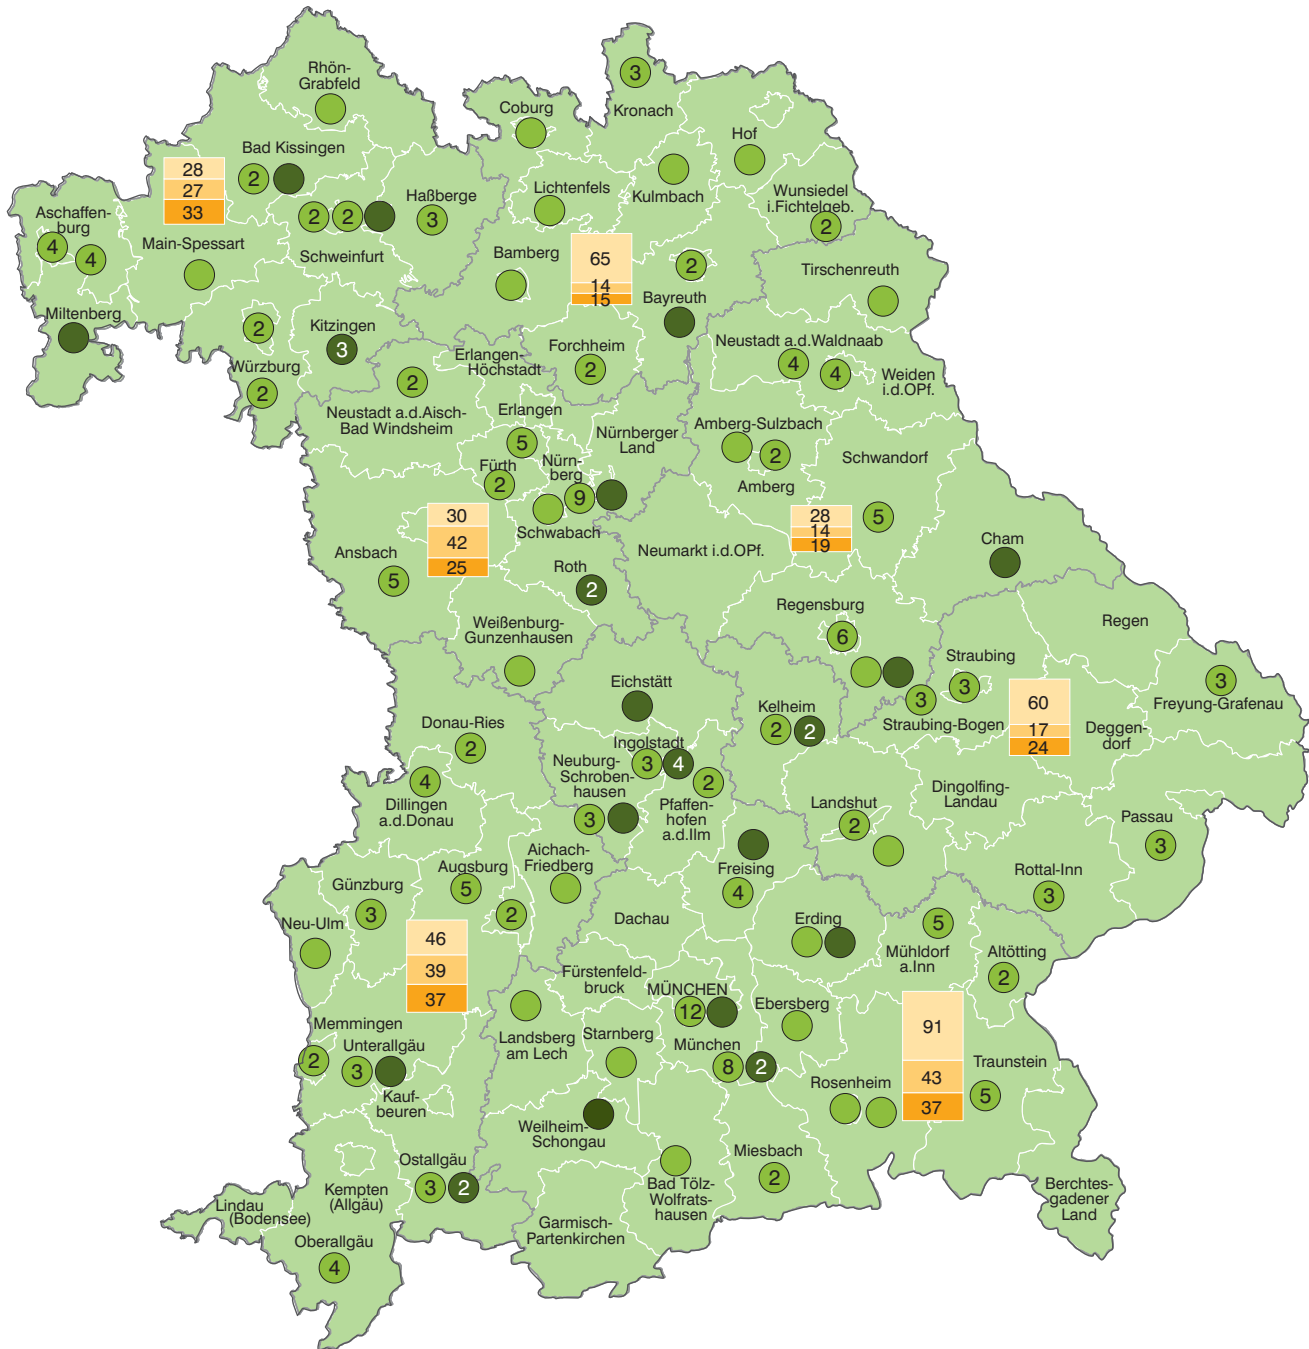 Rhön-
Grabfeld
3
Kronach
Coburg
Hof
Bad Kissingen
2
28
27
33
Haßberge
3
Lichtenfels
Kulmbach
Wunsiedel
i.Fichtelgeb.
2
Aschaffen-
burg
4
4
2
2
Schweinfurt
Main-Spessart
Bamberg
65
14
15
2
Bayreuth
Tirschenreuth
Miltenberg
2
Kitzingen
3
Würzburg
2
Erlangen-
Höchstadt
Forchheim
2
Neustadt a.d.Waldnaab
4
4
Weiden
i.d.OPf.
2
Neustadt a.d.Aisch-
Bad Windsheim
Erlangen
5
Nürnberger
Land
Amberg-Sulzbach
2
Amberg
Schwandorf
5
Fürth
2
Nürn-
berg
9
Schwabach
30
42
25
Ansbach
5
Neumarkt i.d.OPf.
28
14
19
Cham
Roth
2
Weißenburg-
Gunzenhausen
Regensburg
6
Regen
Straubing
3
3
Straubing-Bogen
60
17
24
3
Freyung-Grafenau
Deggen-
dorf
Eichstätt
Kelheim
2
2
Donau-Ries
2
Ingolstadt
3
4
Neuburg-
Schroben-
hausen
3
2
Pfaffen-
hofen
a.d.Ilm
4
Dillingen
a.d.Donau
Dingolfing-
Landau
Landshut
2
Passau
3
Aichach-
Friedberg
Augsburg
5
2
Freising
4
Rottal-Inn
3
Günzburg
3
Neu-Ulm
Dachau
Erding
5
Mühldorf
a.Inn
Altötting
2
46
39
37
Fürstenfeld-
bruck
MÜNCHEN
12
Ebersberg
91
43
37
Landsberg
am Lech
Starnberg
München
8
2
Memmingen
2
Unterallgäu
3
Kauf-
beuren
Rosenheim
Traunstein
5
Weilheim-
Schongau
Miesbach
2
Bad Tölz-
Wolfrats-
hausen
Ostallgäu
3
2
Kempten
(Allgäu)
Lindau
(Bodensee)
Garmisch-
Partenkirchen
Berchtes-
gadener
Land
Oberallgäu
4